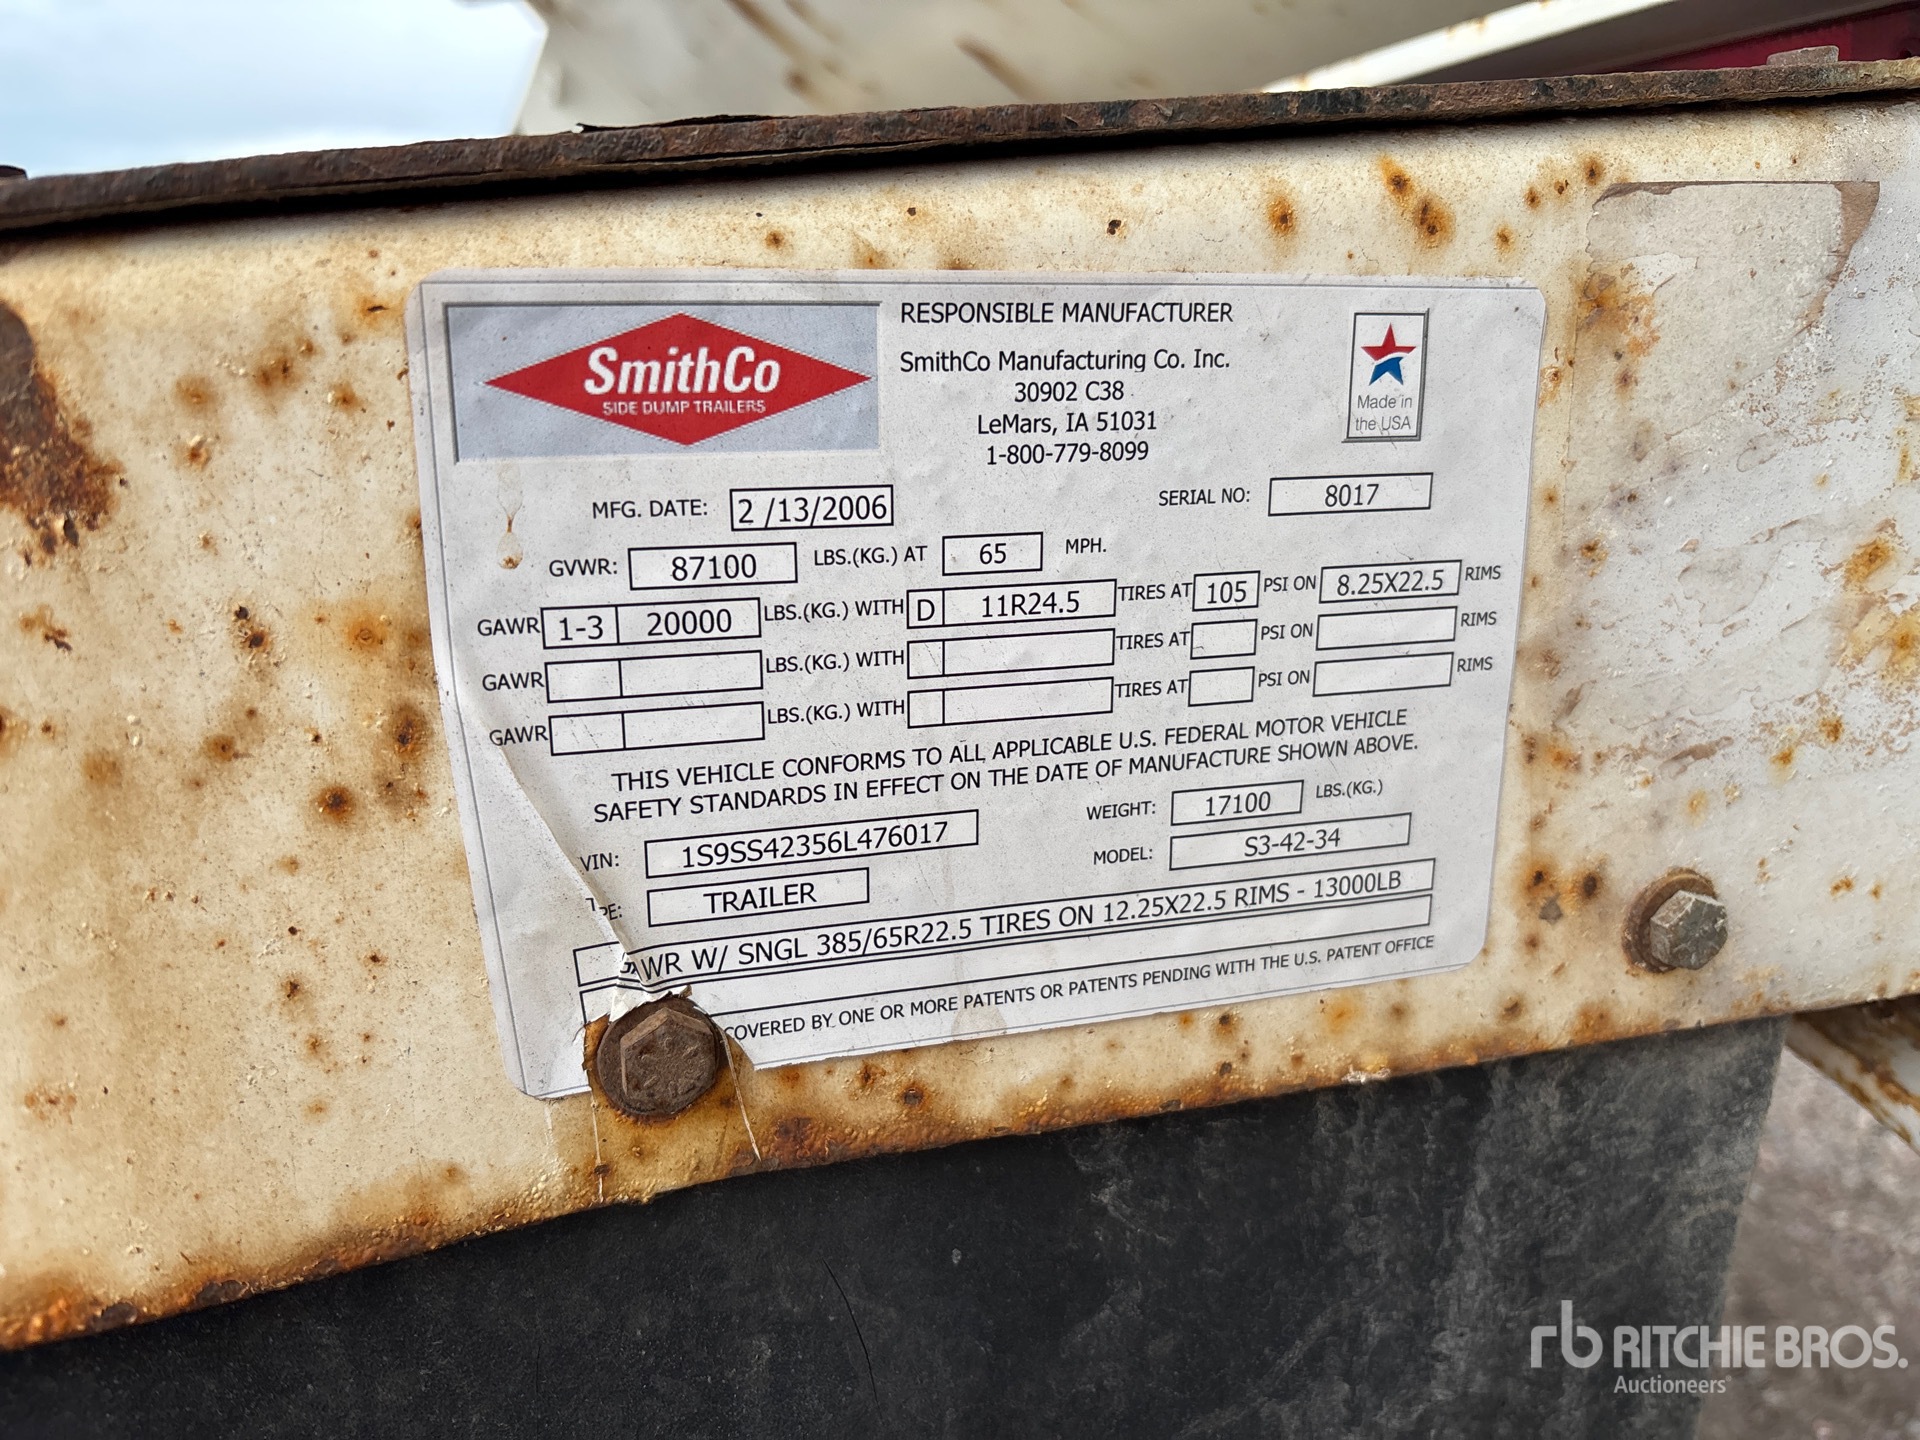 SmithCo
SIDE DUMP TRAILERS
RESPONSIBLE MANUFACTURER
SmithCo Manufacturing Co. Inc.
30902 C38
LeMars, IA 51031
1-800-779-8099
Made in
the USA
MFG. DATE: 2 /13/2006
SERIAL NO: 8017
GVWR: 87100 LBS.(KG.) AT 65 MPH.
GAWR 1-3 20000 LBS.(KG.) WITH D 11R24.5 TIRES AT 105 PSI ON 8.25X22.5 RIMS
GAWR LBS.(KG.) WITH TIRES AT PSI ON RIMS
GAWR LBS.(KG.) WITH TIRES AT PSI ON RIMS
THIS VEHICLE CONFORMS TO ALL APPLICABLE U.S. FEDERAL MOTOR VEHICLE
SAFETY STANDARDS IN EFFECT ON THE DATE OF MANUFACTURE SHOWN ABOVE.
WEIGHT: 17100 LBS.(KG.)
VIN: 1S9SS42356L476017
MODEL: S3-42-34
TRAILER
GAWR W/ SNGL 385/65R22.5 TIRES ON 12.25X22.5 RIMS - 13000LB
COVERED BY ONE OR MORE PATENTS OR PATENTS PENDING WITH THE U.S. PATENT OFFICE
rb RITCHIE BROS.
Auctioneers